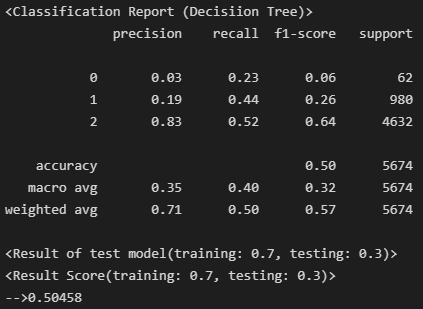 <Classification Report (Decisiion Tree)>
precision recall f1-score support
0 0.03 0.23 0.06 62
1 0.19 0.44 0.26 980
2 0.83 0.52 0.64 4632
accuracy 0.50 5674
macro avg 0.35 0.40 0.32 5674
weighted avg 0.71 0.50 0.57 5674
<Result of test model(training: 0.7, testing: 0.3)>
<Result Score(training: 0.7, testing: 0.3)>
-->0.50458